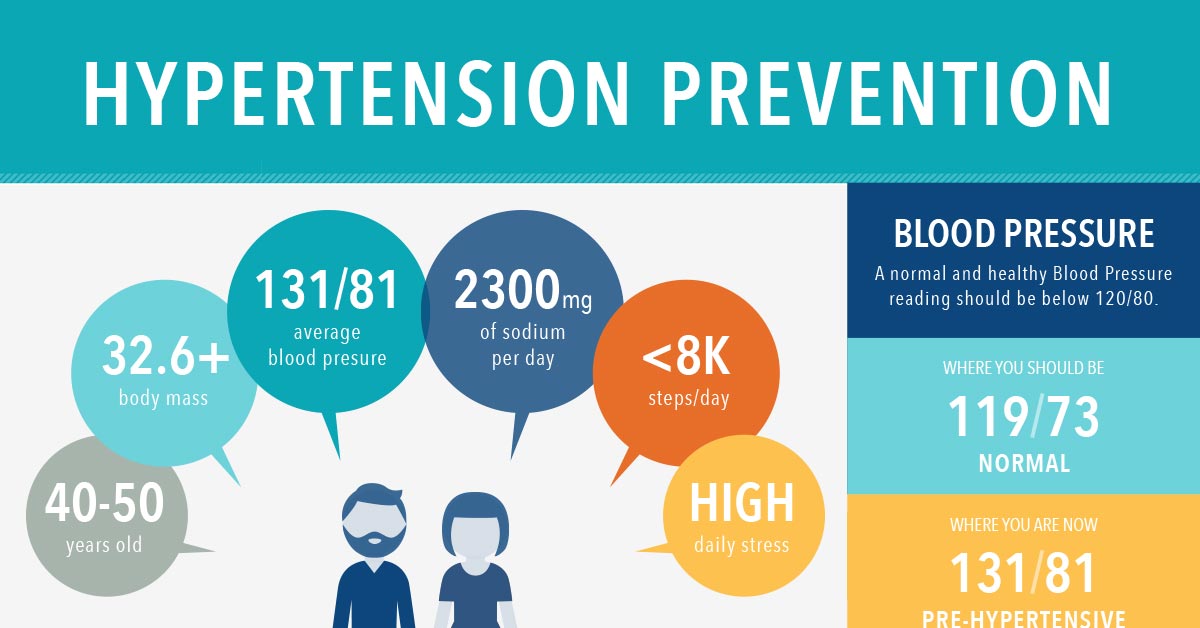 HYPERTENSION PREVENTION
40-50
years old
32.6+
body mass
131/81
average
blood presure
2300mg
of sodium
per day
<8K
steps/day
HIGH
daily stress
BLOOD PRESSURE
A normal and healthy Blood Pressure
reading should be below 120/80.
WHERE YOU SHOULD BE
119/73
NORMAL
WHERE YOU ARE NOW
131/81
PRE-HYPERTENSIVE